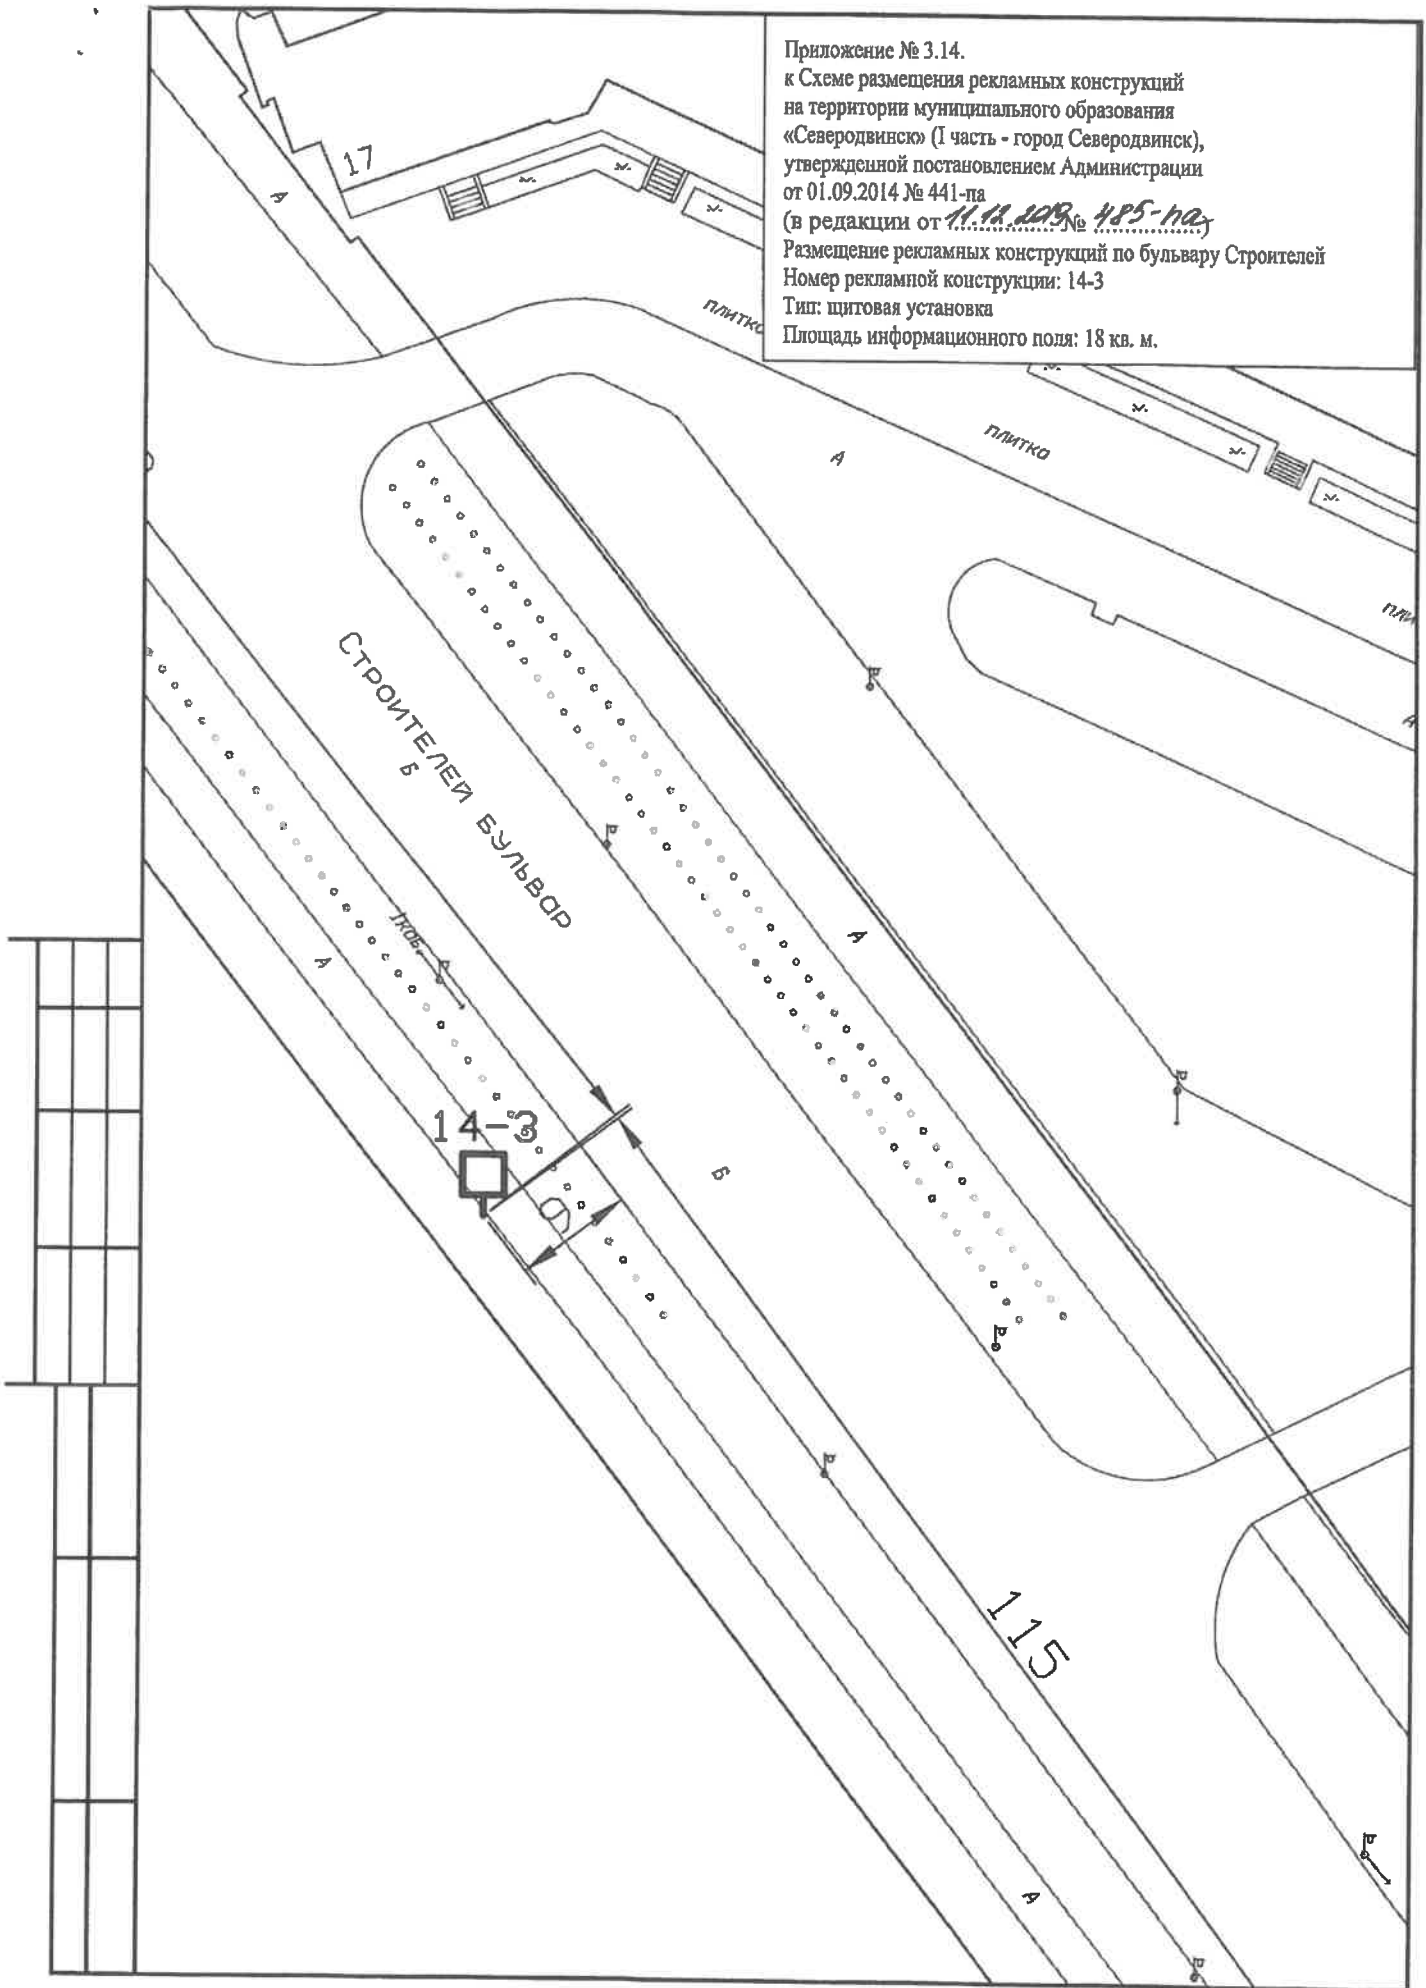 Приложение № 3.14.
к Схеме размещения рекламных конструкций
на территории муниципального образования
«Северодвинск» (I часть - город Северодвинск),
утвержденной постановлением Администрации
от 01.09.2014 № 441-па
(в редакции от 11.12.2019 № 485-па)
Размещение рекламных конструкций по бульвару Строителей
Номер рекламной конструкции: 14-3
Тип: щитовая установка
Площадь информационного поля: 18 кв. м.
17
А
плитка
плитка
А
пли
А
СТРОИТЕЛЕЙ БУЛЬВАР
Б
1каб.
А
А
14-3
9
Б
115
А